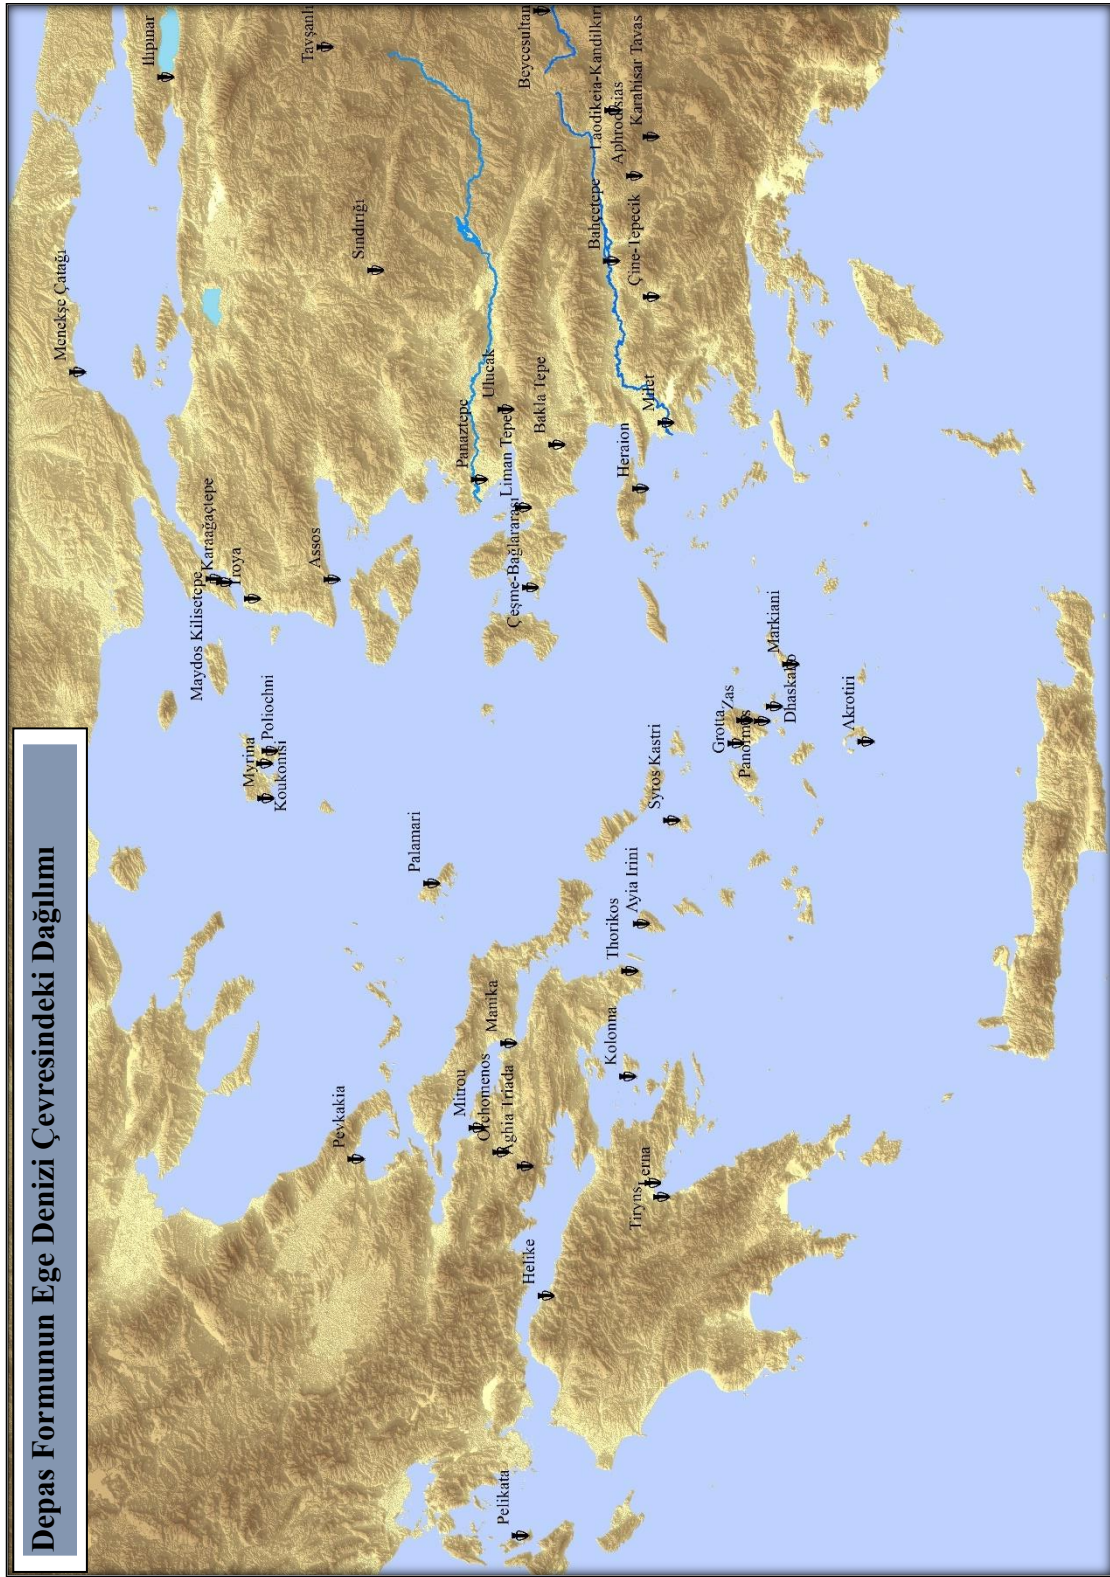 Depas Formunun Ege Denizi Çevresindeki Dağılımı
Menekşe Çatağı
Ilıpınar
Karaağaçtepe
Maydos Kilisetepe
Troya
Tavşanlı
Myrina
Poliochni
Koukonisi
Assos
Sındırığı
Pevkakia
Palamari
Panaztepe
Ulucak
Liman Tepe
Çeşme-Bağlararası
Bakla Tepe
Beycesultan
Mitrou
Orchomenos
Manika
Aghia Triada
Pelikata
Helike
Laodikeia-Kandilkırı
Bahçetepe
Aphrodisias
Karahisar Tavas
Çine-Tepecik
Heraion
Milet
Kolonna
Thorikos
Ayia Irini
Syros Kastri
Tiryns
Lerna
Grotta
Zas
Panormos
Markiani
Dhaskalio
Akrotiri